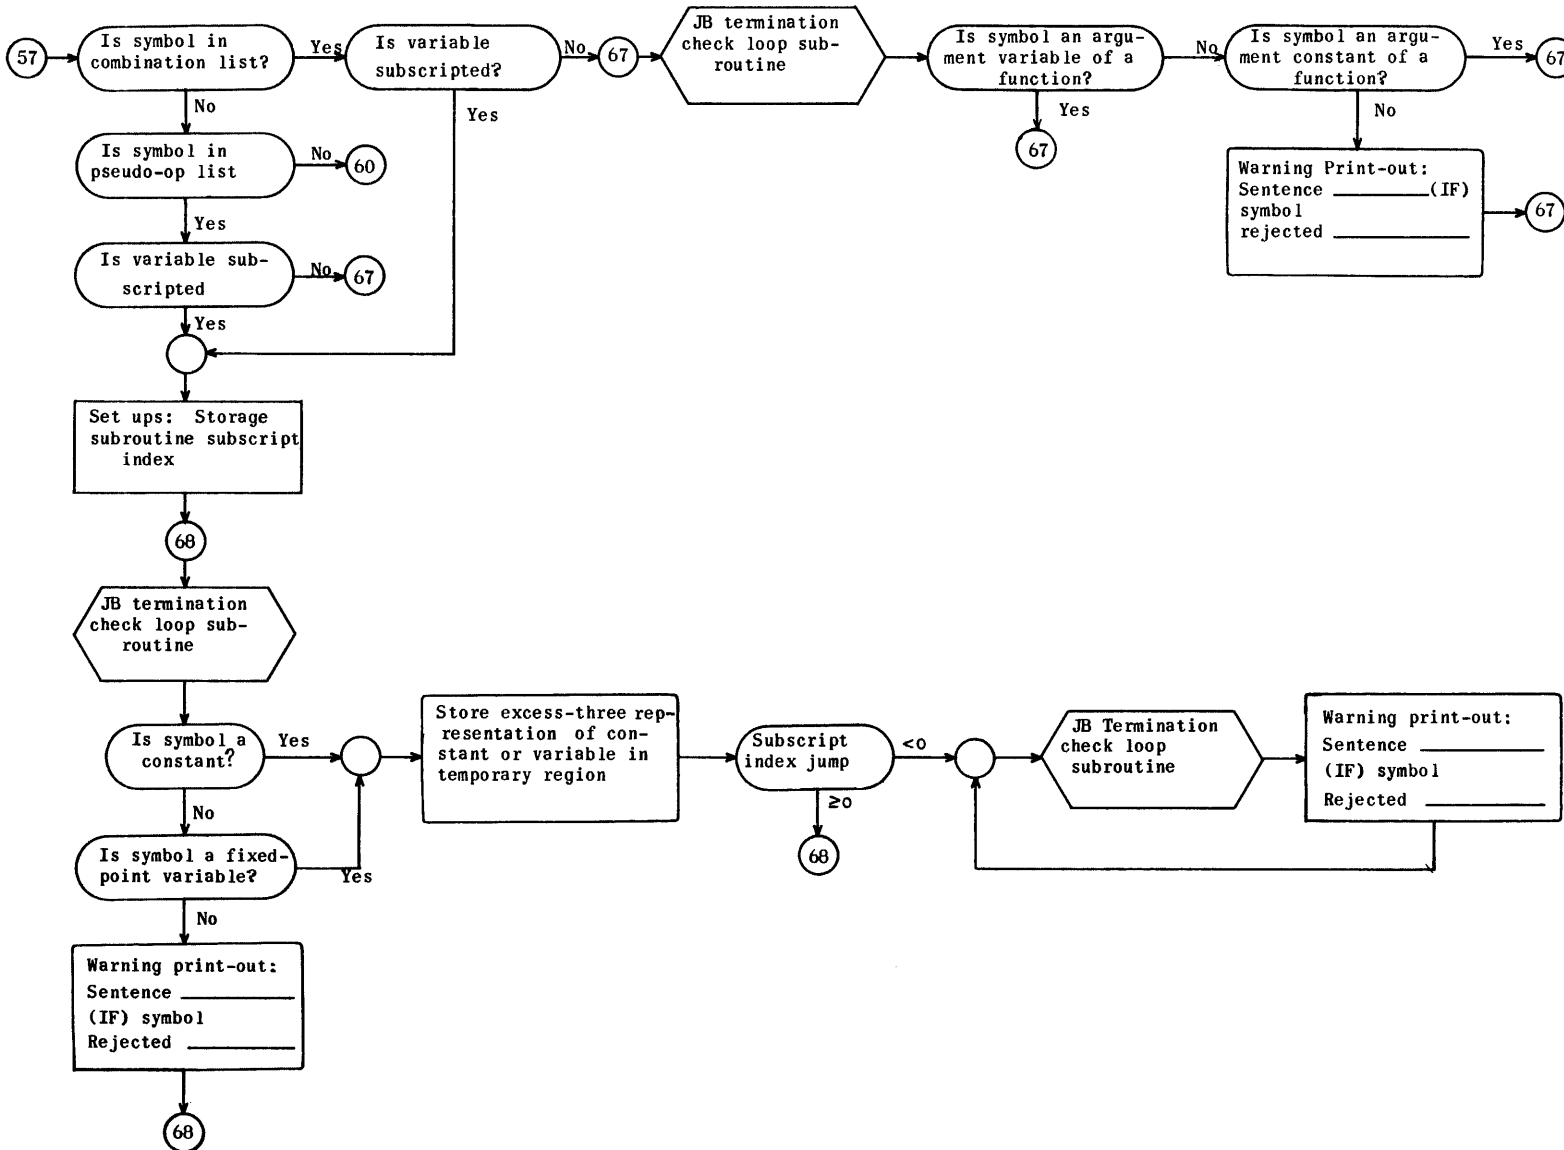 57
Is symbol in
combination list?
Yes
Is variable
subscripted?
No
67
JB termination
check loop sub-
routine
Is symbol an argu-
ment variable of a
function?
No
Is symbol an argu-
ment constant of a
function?
Yes
67
No
Yes
Yes
No
67
Is symbol in
pseudo-op list
No
60
Warning Print-out:
Sentence (IF)
symbol
rejected
67
Yes
Is variable sub-
scripted
No
67
Yes
Set ups: Storage
subroutine subscript
index
68
JB termination
check loop sub-
routine
Is symbol a
constant?
Yes
Store excess-three rep-
resentation of con-
stant or variable in
temporary region
Subscript
index jump
<0
JB Termination
check loop
subroutine
Warning print-out:
Sentence
(IF) symbol
Rejected
≥0
68
No
Is symbol a fixed-
point variable?
Yes
No
Warning print-out:
Sentence
(IF) symbol
Rejected
68